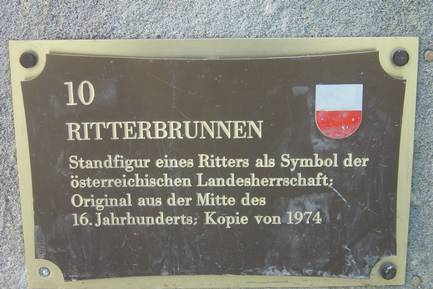 10
RITTERBRUNNEN
Standfigur eines Ritters als Symbol der
österreichischen Landesherrschaft;
Original aus der Mitte des
16. Jahrhunderts; Kopie von 1974